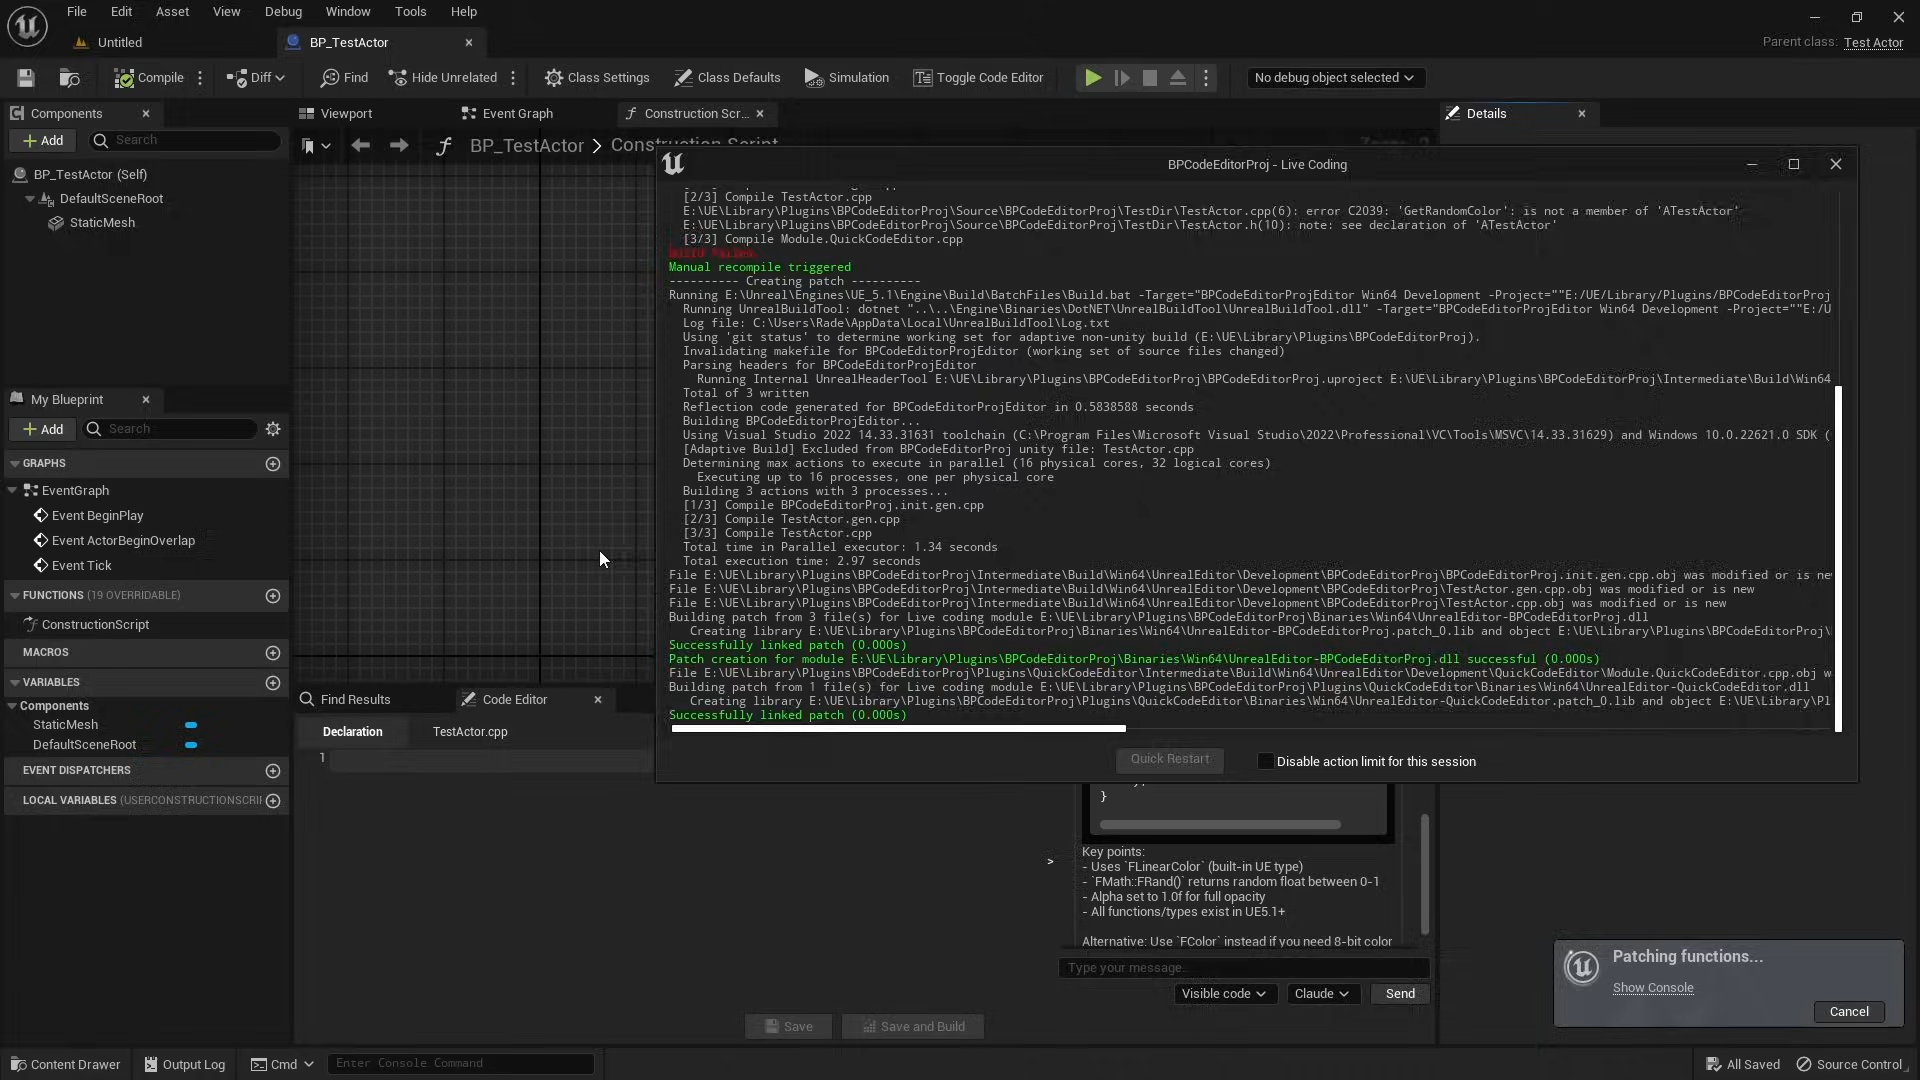 File Edit Asset View Debug Window Tools Help
Untitled
BP_TestActor
Parent class: Test Actor
Compile
Diff
Find
Hide Unrelated
Class Settings
Class Defaults
Simulation
Toggle Code Editor
No debug object selected
Components
Add
Search
BP_TestActor (Self)
DefaultSceneRoot
StaticMesh
Viewport
Event Graph
Construction Scr...
BP_TestActor > Construction Script
Details
BPCodeEditorProj - Live Coding
[2/3] Compile TestActor.cpp
E:\UE\Library\Plugins\BPCodeEditorProj\Source\BPCodeEditorProj\TestDir\TestActor.cpp(6): error C2039: 'GetRandomColor': is not a member of 'ATestActor'
E:\UE\Library\Plugins\BPCodeEditorProj\Source\BPCodeEditorProj\TestDir\TestActor.h(10): note: see declaration of 'ATestActor'
[3/3] Compile Module.QuickCodeEditor.cpp
Manual recompile triggered
---------- Creating patch ----------
Running E:\Unreal\Engines\UE_5.1\Engine\Build\BatchFiles\Build.bat -Target="BPCodeEditorProjEditor Win64 Development -Project=""E:/UE/Library/Plugins/BPCodeEditorProj
Running UnrealBuildTool: dotnet "..\..\Engine\Binaries\DotNET\UnrealBuildTool\UnrealBuildTool.dll" -Target="BPCodeEditorProjEditor Win64 Development -Project=""E:/U
Log file: C:\Users\Rade\AppData\Local\UnrealBuildTool\Log.txt
Using 'git status' to determine working set for adaptive non-unity build (E:\UE\Library\Plugins\BPCodeEditorProj).
Invalidating makefile for BPCodeEditorProjEditor (working set of source files changed)
Parsing headers for BPCodeEditorProjEditor
Running Internal UnrealHeaderTool E:\UE\Library\Plugins\BPCodeEditorProj\BPCodeEditorProj.uproject E:\UE\Library\Plugins\BPCodeEditorProj\Intermediate\Build\Win64
Total of 3 written
Reflection code generated for BPCodeEditorProjEditor in 0.5838588 seconds
Building BPCodeEditorProjEditor...
Using Visual Studio 2022 14.33.31631 toolchain (C:\Program Files\Microsoft Visual Studio\2022\Professional\VC\Tools\MSVC\14.33.31629) and Windows 10.0.22621.0 SDK (
[Adaptive Build] Excluded from BPCodeEditorProj unity file: TestActor.cpp
Determining max actions to execute in parallel (16 physical cores, 32 logical cores)
Executing up to 16 processes, one per physical core
Building 3 actions with 3 processes...
[1/3] Compile BPCodeEditorProj.init.gen.cpp
[2/3] Compile TestActor.gen.cpp
[3/3] Compile TestActor.cpp
Total time in Parallel executor: 1.34 seconds
Total execution time: 2.97 seconds
File E:\UE\Library\Plugins\BPCodeEditorProj\Intermediate\Build\Win64\UnrealEditor\Development\BPCodeEditorProj\BPCodeEditorProj.init.gen.cpp.obj was modified or is new
File E:\UE\Library\Plugins\BPCodeEditorProj\Intermediate\Build\Win64\UnrealEditor\Development\BPCodeEditorProj\TestActor.gen.cpp.obj was modified or is new
File E:\UE\Library\Plugins\BPCodeEditorProj\Intermediate\Build\Win64\UnrealEditor\Development\BPCodeEditorProj\TestActor.cpp.obj was modified or is new
Building patch from 3 file(s) for Live coding module E:\UE\Library\Plugins\BPCodeEditorProj\Binaries\Win64\UnrealEditor-BPCodeEditorProj.dll
Creating library E:\UE\Library\Plugins\BPCodeEditorProj\Binaries\Win64\UnrealEditor-BPCodeEditorProj.patch_0.lib and object E:\UE\Library\Plugins\BPCodeEditorProj\
Successfully linked patch (0.000s)
Patch creation for module E:\UE\Library\Plugins\BPCodeEditorProj\Binaries\Win64\UnrealEditor-BPCodeEditorProj.dll successful (0.000s)
File E:\UE\Library\Plugins\BPCodeEditorProj\Plugins\QuickCodeEditor\Intermediate\Build\Win64\UnrealEditor\Development\QuickCodeEditor\Module.QuickCodeEditor.cpp.obj w
Building patch from 1 file(s) for Live coding module E:\UE\Library\Plugins\BPCodeEditorProj\Plugins\QuickCodeEditor\Binaries\Win64\UnrealEditor-QuickCodeEditor.dll
Creating library E:\UE\Library\Plugins\BPCodeEditorProj\Plugins\QuickCodeEditor\Binaries\Win64\UnrealEditor-QuickCodeEditor.patch_0.lib and object E:\UE\Library\Pl
Successfully linked patch (0.000s)
Quick Restart
Disable action limit for this session
My Blueprint
Add
Search
GRAPHS
EventGraph
Event BeginPlay
Event ActorBeginOverlap
Event Tick
FUNCTIONS (19 OVERRIDABLE)
ConstructionScript
MACROS
VARIABLES
Components
StaticMesh
DefaultSceneRoot
EVENT DISPATCHERS
LOCAL VARIABLES (USERCONSTRUCTIONSCRI
Find Results
Code Editor
Declaration
TestActor.cpp
1
}
>
Key points:
- Uses `FLinearColor` (built-in UE type)
- `FMath::FRand()` returns random float between 0-1
- Alpha set to 1.0f for full opacity
- All functions/types exist in UE5.1+
Alternative: Use `FColor` instead if you need 8-bit color
Type your message...
Visible code
Claude
Send
Save
Save and Build
Patching functions...
Show Console
Cancel
Content Drawer
Output Log
Cmd
Enter Console Command
All Saved
Source Control